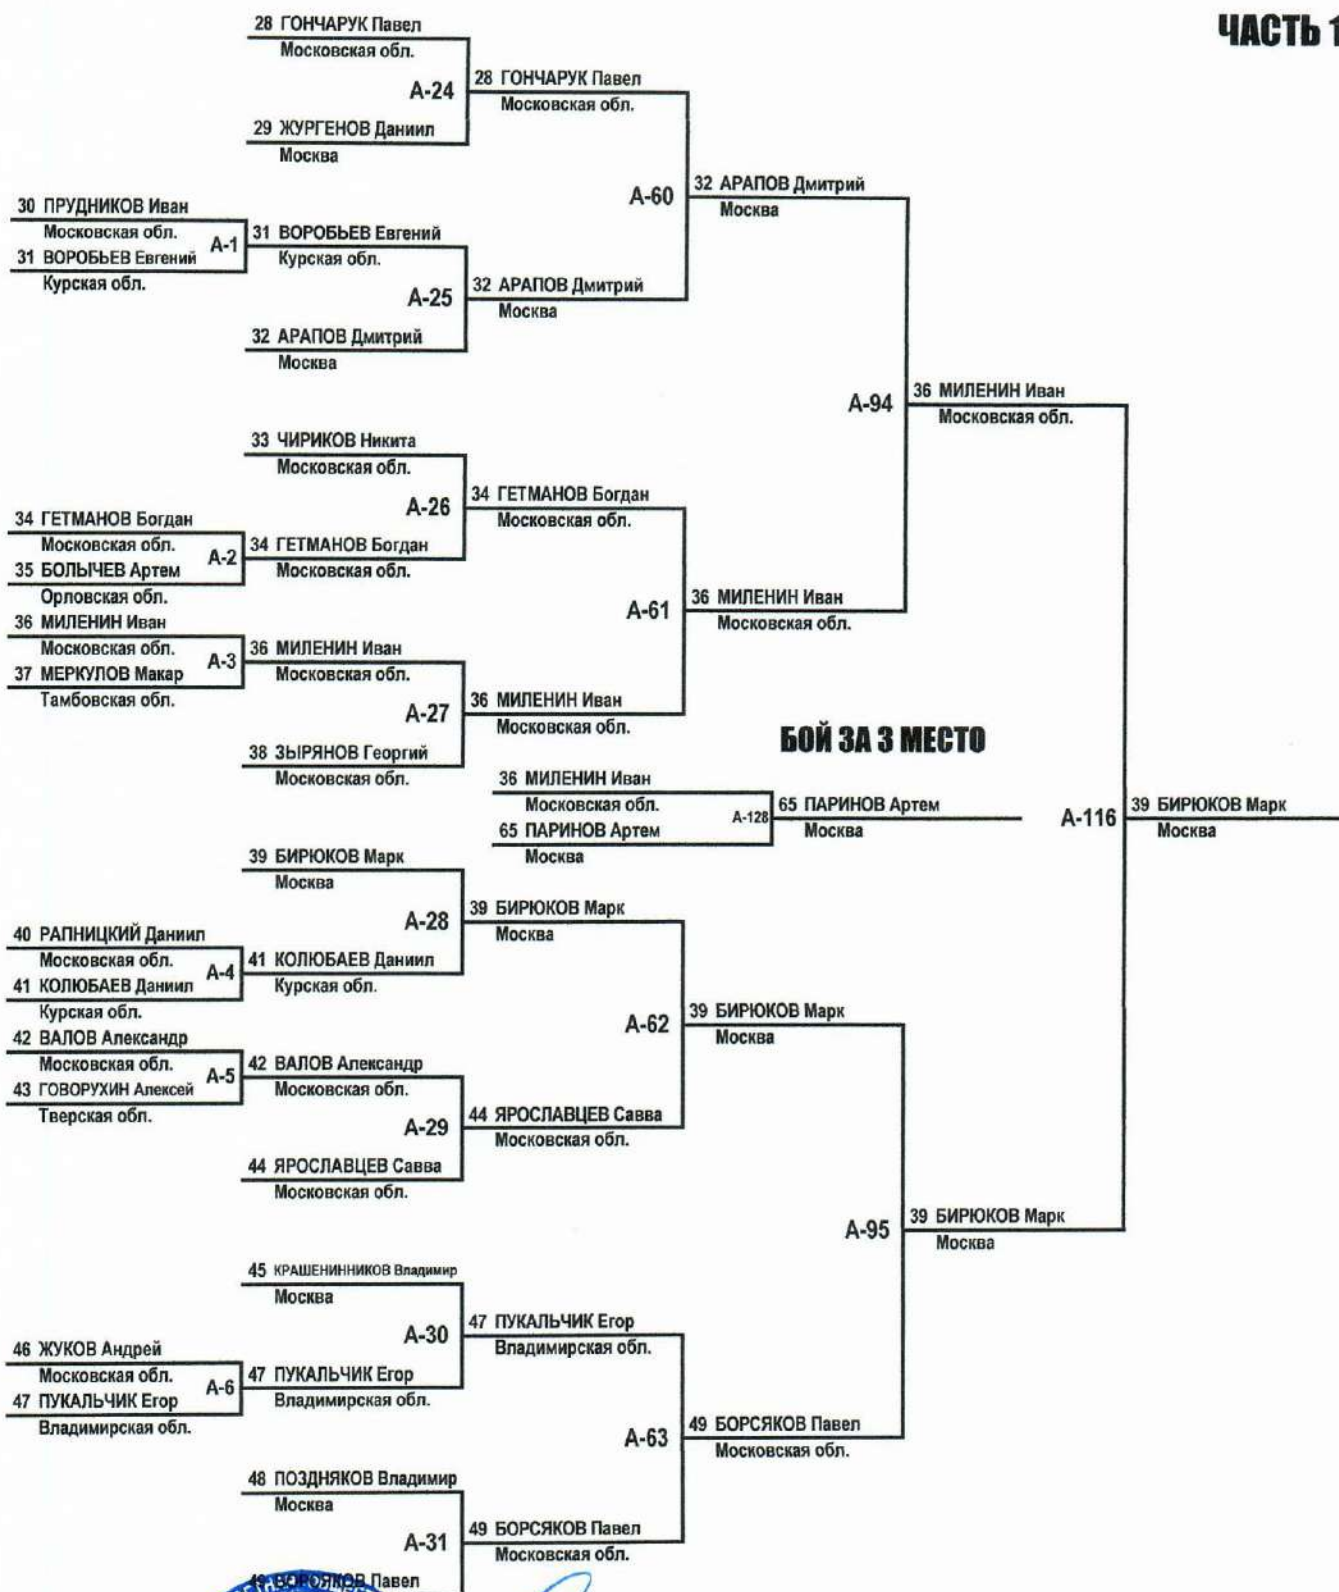 ЧАСТЬ 1
28 ГОНЧАРУК Павел
Московская обл.
А-24
28 ГОНЧАРУК Павел
Московская обл.
29 ЖУРГЕНОВ Даниил
Москва
А-60
32 АРАПОВ Дмитрий
Москва
30 ПРУДНИКОВ Иван
Московская обл.
А-1
31 ВОРОБЬЕВ Евгений
Курская обл.
31 ВОРОБЬЕВ Евгений
Курская обл.
А-25
32 АРАПОВ Дмитрий
Москва
32 АРАПОВ Дмитрий
Москва
А-94
36 МИЛЕНИН Иван
Московская обл.
33 ЧИРИКОВ Никита
Московская обл.
А-26
34 ГЕТМАНОВ Богдан
Московская обл.
34 ГЕТМАНОВ Богдан
Московская обл.
А-2
35 БОЛЫЧЕВ Артем
Орловская обл.
34 ГЕТМАНОВ Богдан
Московская обл.
А-61
36 МИЛЕНИН Иван
Московская обл.
36 МИЛЕНИН Иван
Московская обл.
А-3
37 МЕРКУЛОВ Макар
Тамбовская обл.
36 МИЛЕНИН Иван
Московская обл.
А-27
36 МИЛЕНИН Иван
Московская обл.
38 ЗЫРЯНОВ Георгий
Московская обл.
БОЙ ЗА 3 МЕСТО
36 МИЛЕНИН Иван
Московская обл.
А-128
65 ПАРИНОВ Артем
Москва
65 ПАРИНОВ Артем
Москва
А-116
39 БИРЮКОВ Марк
Москва
39 БИРЮКОВ Марк
Москва
А-28
39 БИРЮКОВ Марк
Москва
40 РАПНИЦКИЙ Даниил
Московская обл.
А-4
41 КОЛЮБАЕВ Даниил
Курская обл.
41 КОЛЮБАЕВ Даниил
Курская обл.
А-62
39 БИРЮКОВ Марк
Москва
42 ВАЛОВ Александр
Московская обл.
А-5
43 ГОВОРУХИН Алексей
Тверская обл.
42 ВАЛОВ Александр
Московская обл.
А-29
44 ЯРОСЛАВЦЕВ Савва
Московская обл.
44 ЯРОСЛАВЦЕВ Савва
Московская обл.
А-95
39 БИРЮКОВ Марк
Москва
45 КРАШЕНИННИКОВ Владимир
Москва
А-30
47 ПУКАЛЬЧИК Егор
Владимирская обл.
46 ЖУКОВ Андрей
Московская обл.
А-6
47 ПУКАЛЬЧИК Егор
Владимирская обл.
47 ПУКАЛЬЧИК Егор
Владимирская обл.
А-63
49 БОРСЯКОВ Павел
Московская обл.
48 ПОЗДНЯКОВ Владимир
Москва
А-31
49 БОРСЯКОВ Павел
Московская обл.
49 БОРСЯКОВ Павел